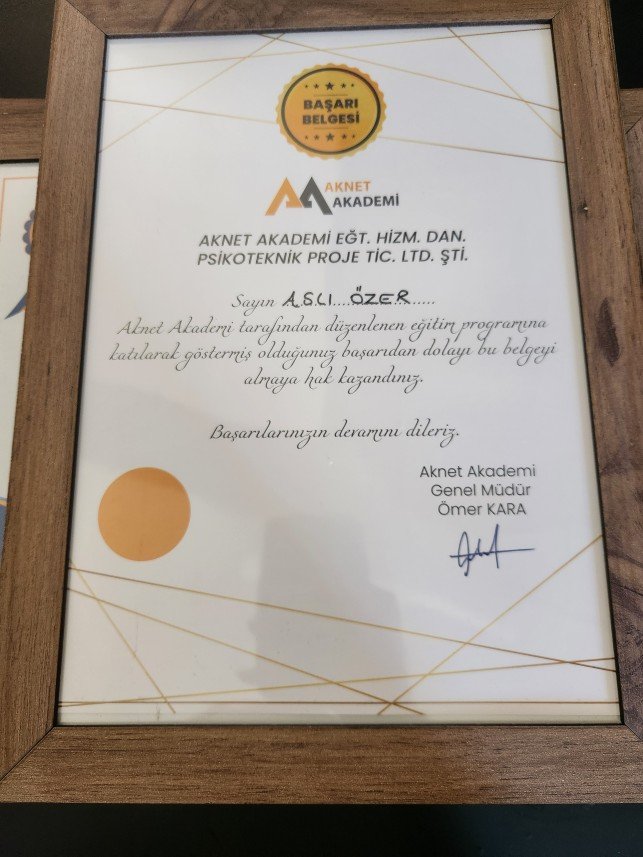 BAŞARI
BELGESİ
AKNET
AKADEMİ
AKNET AKADEMİ EĞT. HİZM. DAN.
PSİKOTEKNİK PROJE TİC. LTD. ŞTİ.
Sayın ASLI ÖZER
Aknet Akademi tarafından düzenlenen eğitim programına
katılarak göstermiş olduğunuz başarıdan dolayı bu belgeyi
almaya hak kazandınız.
Başarılarınızın devamını dileriz.
Aknet Akademi
Genel Müdür
Ömer KARA